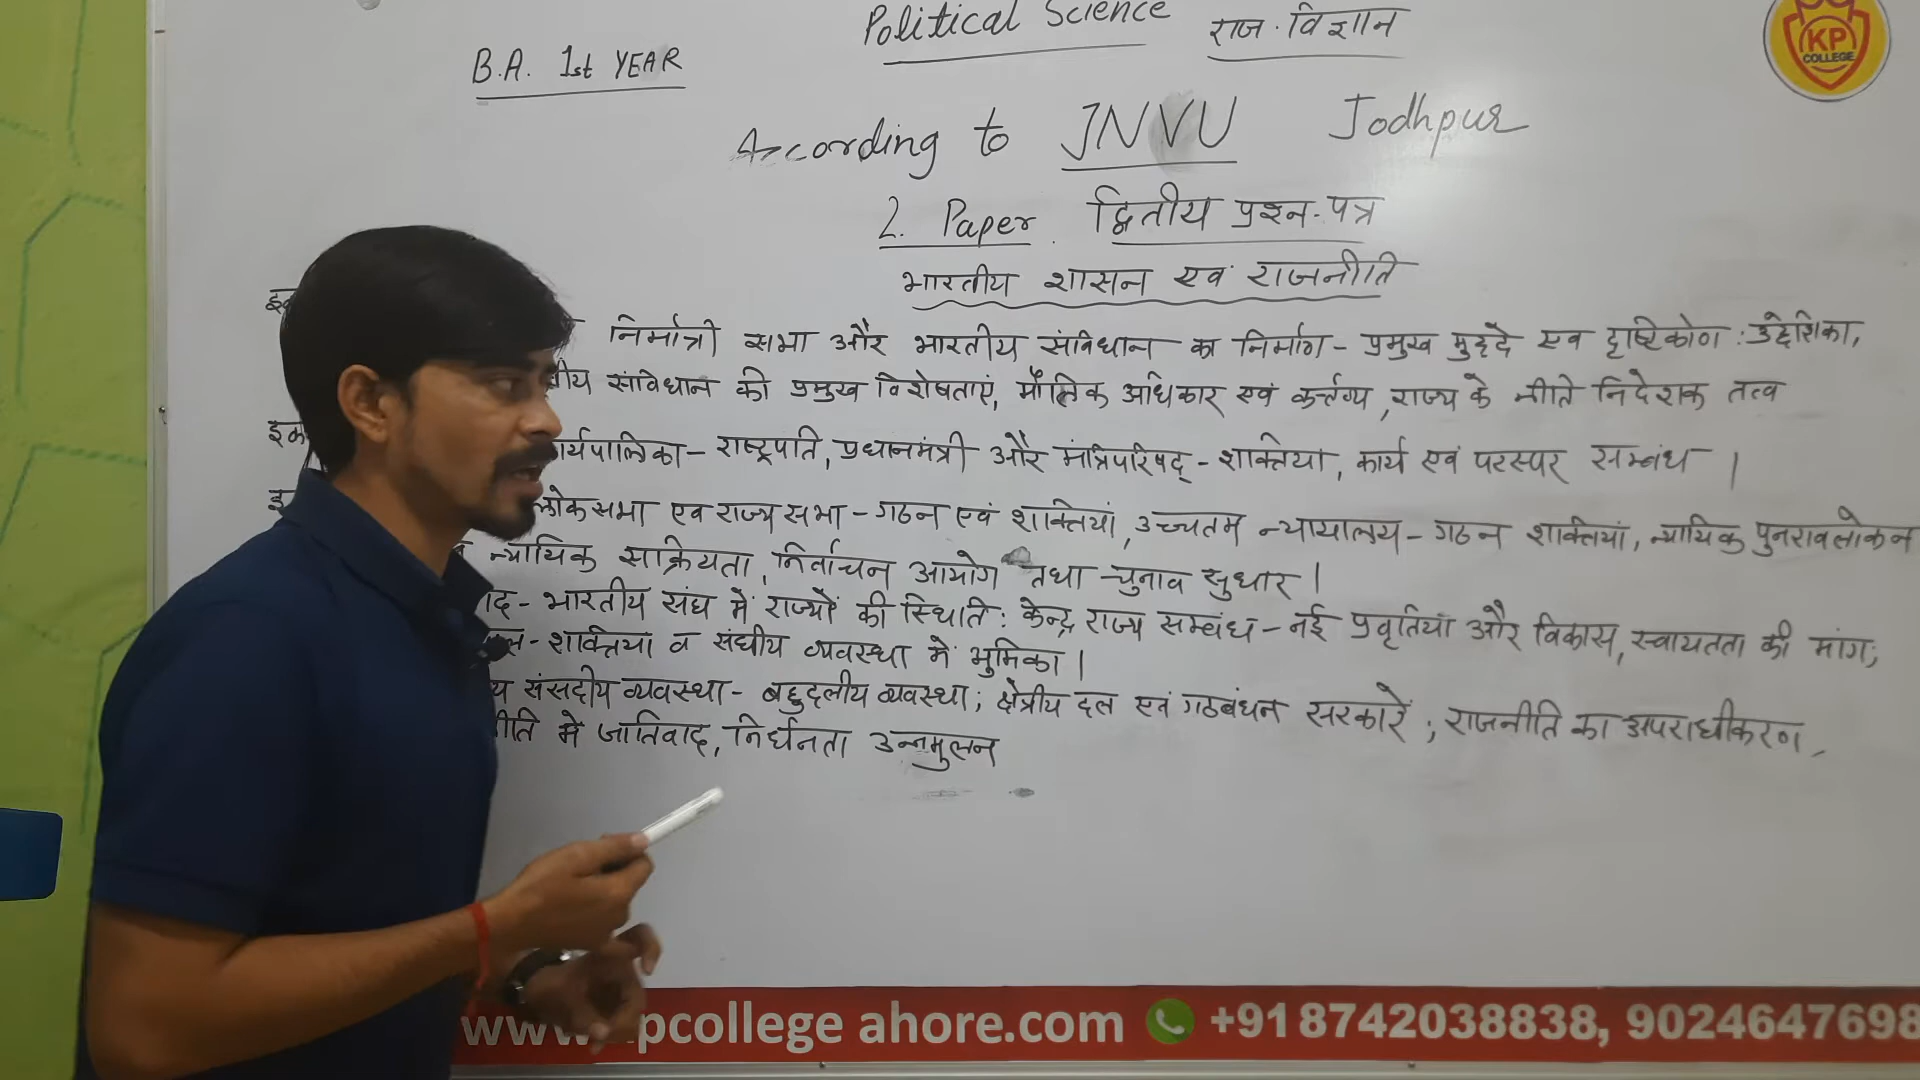 Political Science राज. विज्ञान
KP
COLLEGE
B.A. 1st YEAR
According to JNVU Jodhpur
2. Paper द्वितीय प्रश्न-पत्र
भारतीय शासन एवं राजनीति
निर्मात्री सभा और भारतीय संविधान का निर्माण - प्रमुख मुद्दे एवं दृष्टिकोण : उद्देशिका,
संविधान की प्रमुख विशेषताएं, मौलिक अधिकार एवं कर्त्तव्य, राज्य के नीति निदेशक तत्व
कार्यपालिका - राष्ट्रपति, प्रधानमंत्री और मंत्रिपरिषद् - शक्तियां, कार्य एवं परस्पर सम्बंध ।
लोकसभा एवं राज्य सभा - गठन एवं शक्तियां, उच्चतम न्यायालय - गठन शक्तियां, न्यायिक पुनरावलोकन
न्यायिक सक्रियता, निर्वाचन आयोग तथा चुनाव सुधार ।
भारतीय संघ में राज्यों की स्थिति : केन्द्र राज्य सम्बंध - नई प्रवृतियां और विकास, स्वायतता की मांग;
शक्तियां व संघीय व्यवस्था में भुमिका ।
संसदीय व्यवस्था - बहुदलीय व्यवस्था; क्षेत्रीय दल एवं गठबंधन सरकारें ; राजनीति का अपराधीकरण,
में जातिवाद, निर्धनता उन्नमुलन
pcollege ahore.com +91 8742038838, 9024647698